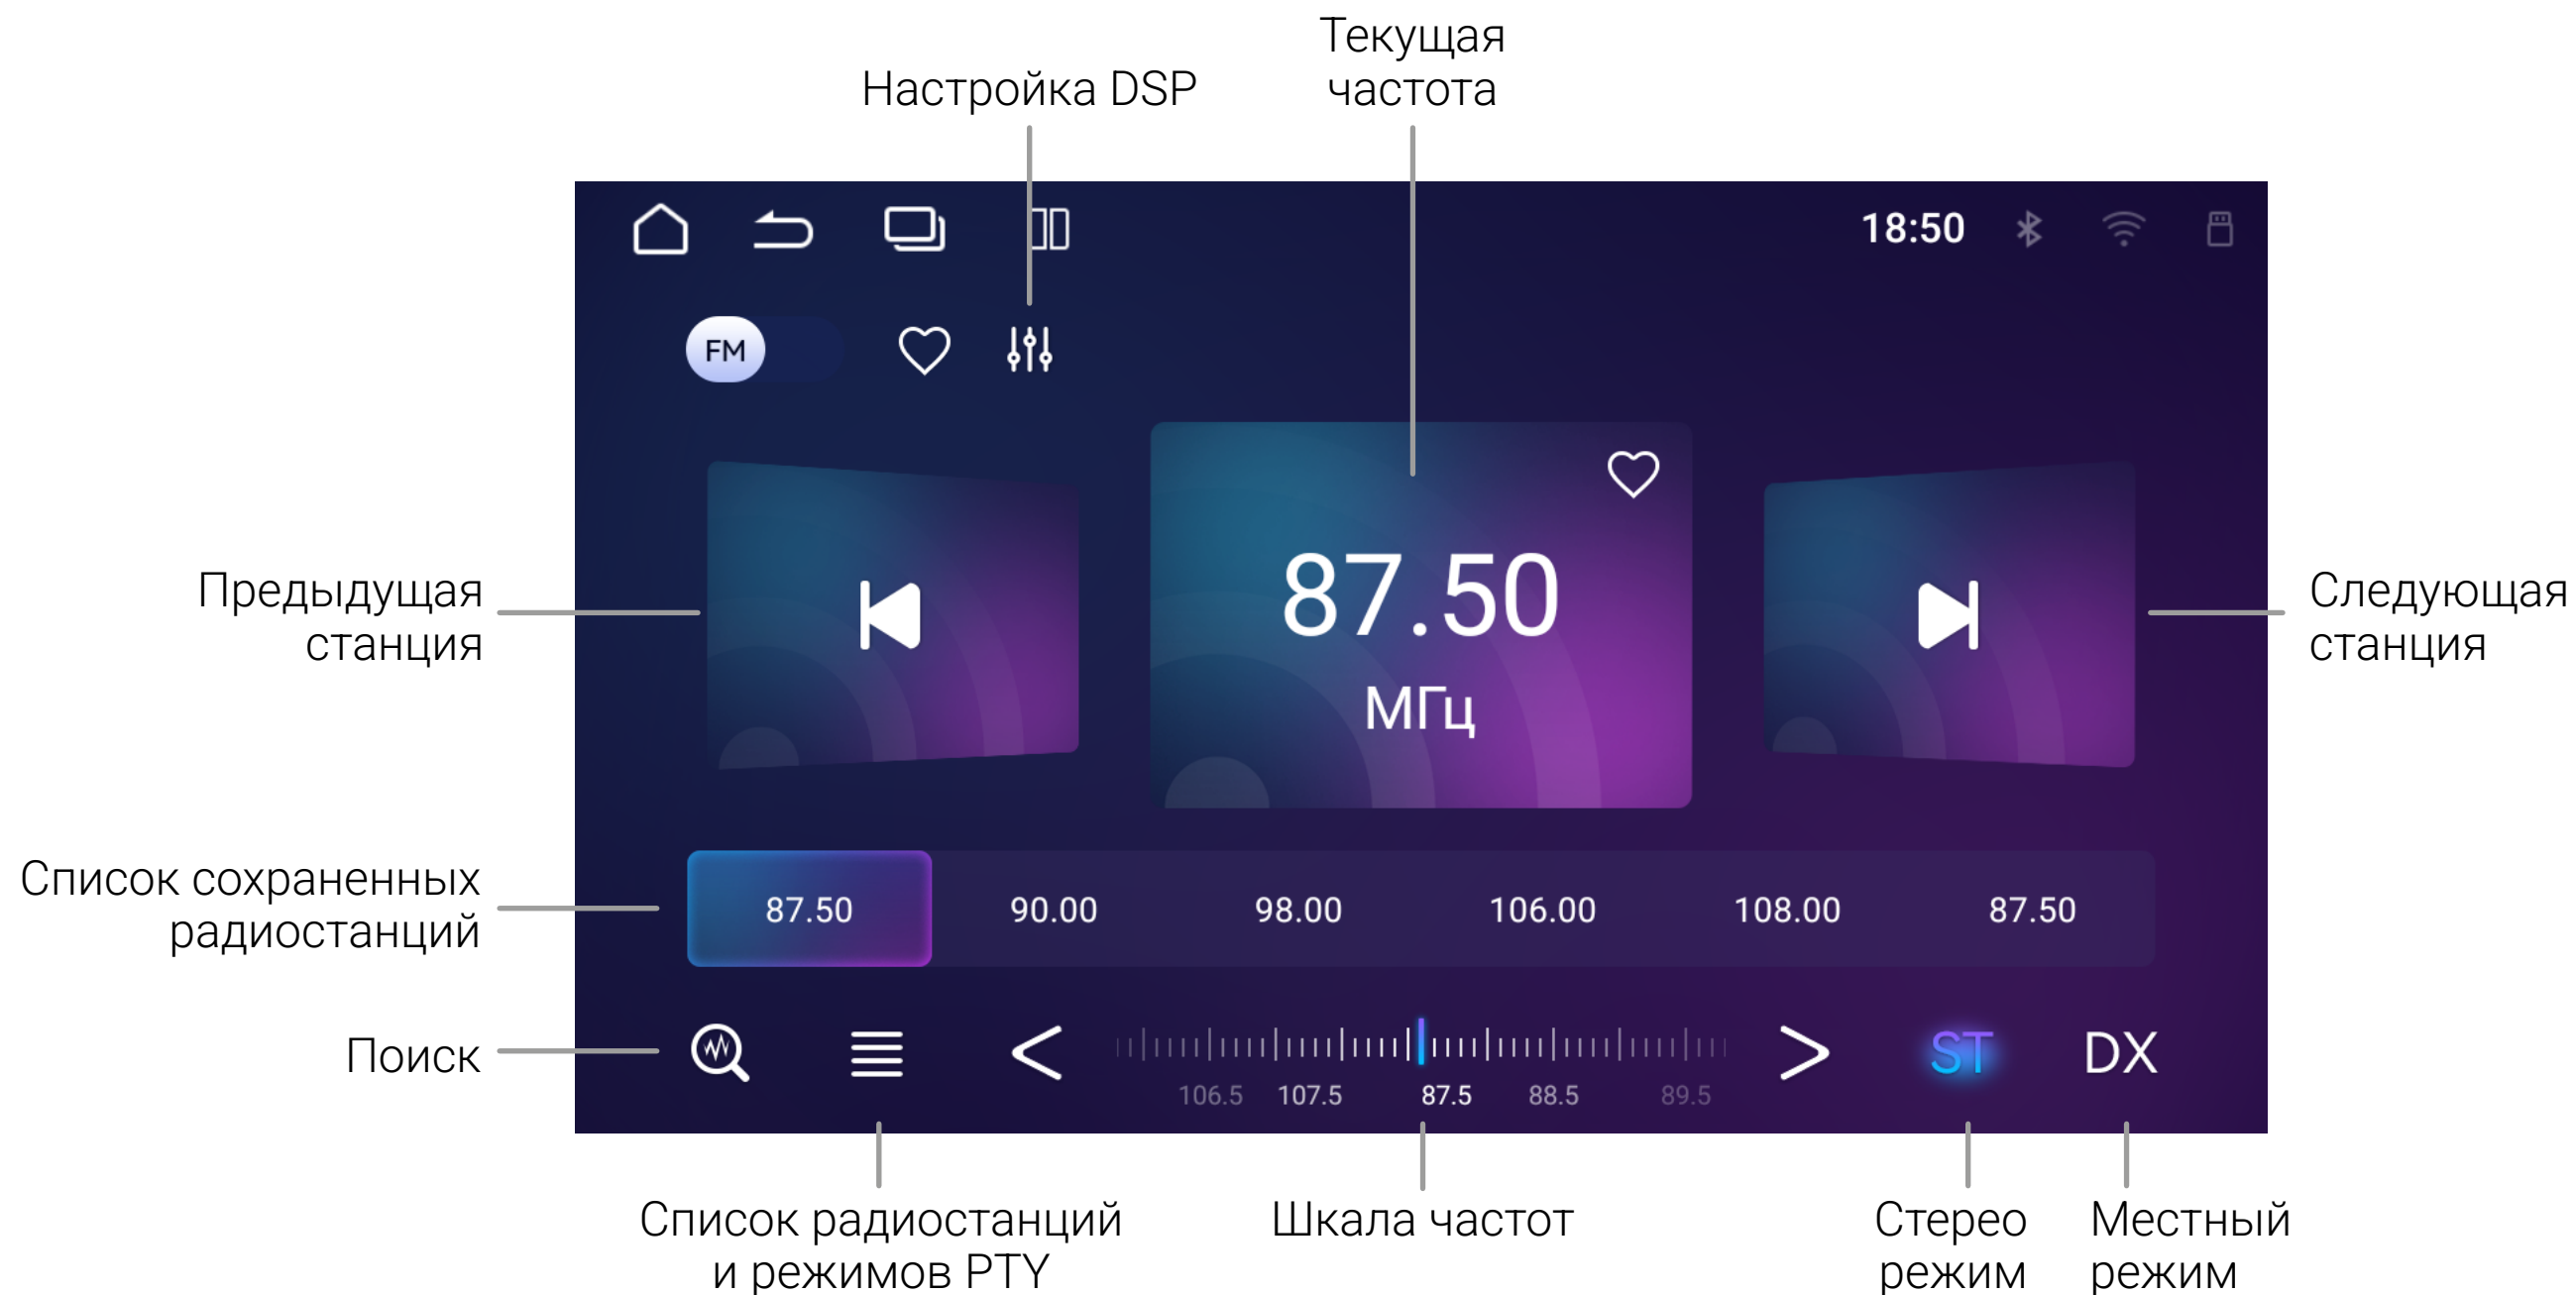 Текущая
частота
Настройка DSP
18:50
FM
87.50
МГц
Предыдущая
станция
Следующая
станция
Список сохраненных
радиостанций
87.50 90.00 98.00 106.00 108.00 87.50
Поиск
ST DX
106.5 107.5 87.5 88.5 89.5
Список радиостанций
и режимов PTY
Шкала частот
Стерео
режим
Местный
режим